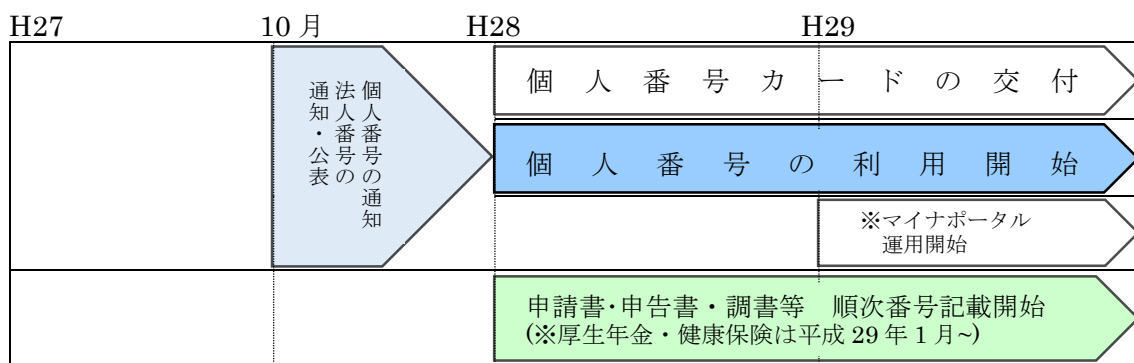 H27 10月 H28 H29
個人番号の通知
法人番号の
通知・公表
個人番号カードの交付
個人番号の利用開始
※マイナポータル
運用開始
申請書・申告書・調書等 順次番号記載開始
(※厚生年金・健康保険は平成 29 年 1 月~)